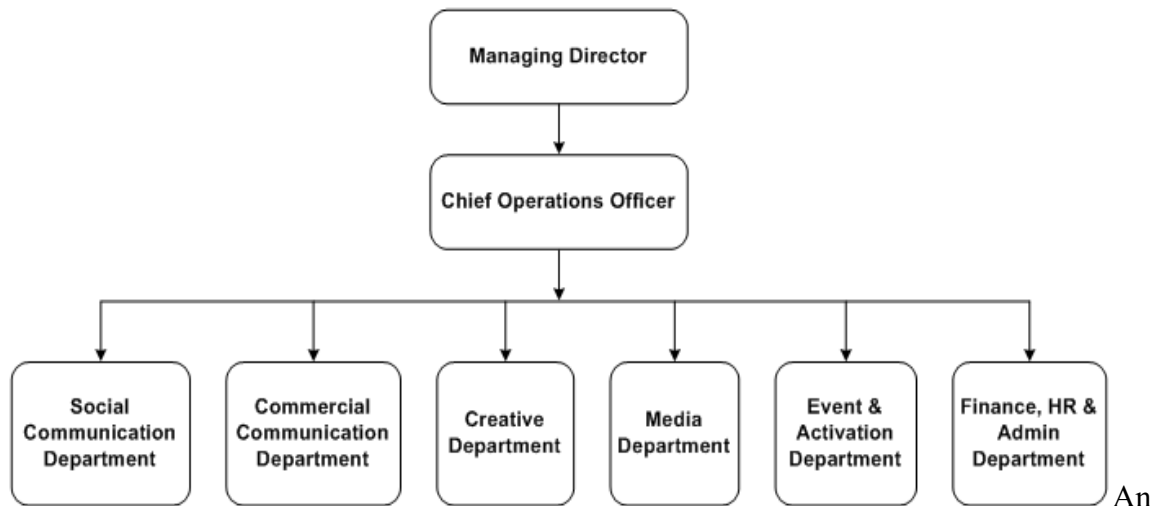 Managing Director
Chief Operations Officer
Social
Communication
Department
Commercial
Communication
Department
Creative
Department
Media
Department
Event &
Activation
Department
Finance, HR &
Admin
Department
An